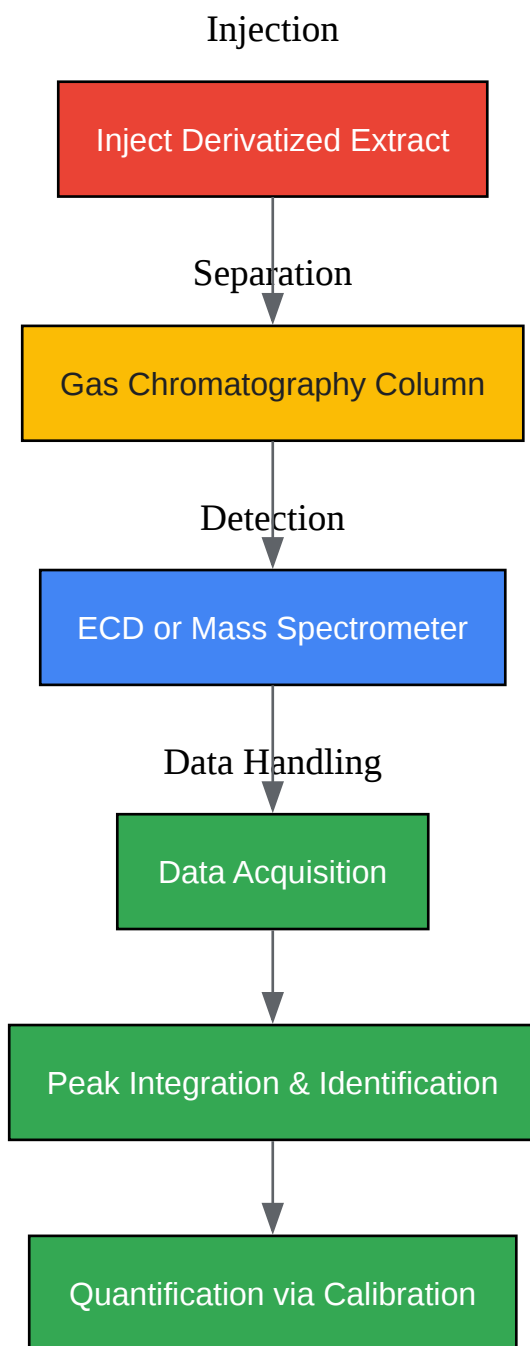 Injection
Inject Derivatized Extract
Separation
Gas Chromatography Column
Detection
ECD or Mass Spectrometer
Data Handling
Data Acquisition
Peak Integration & Identification
Quantification via Calibration